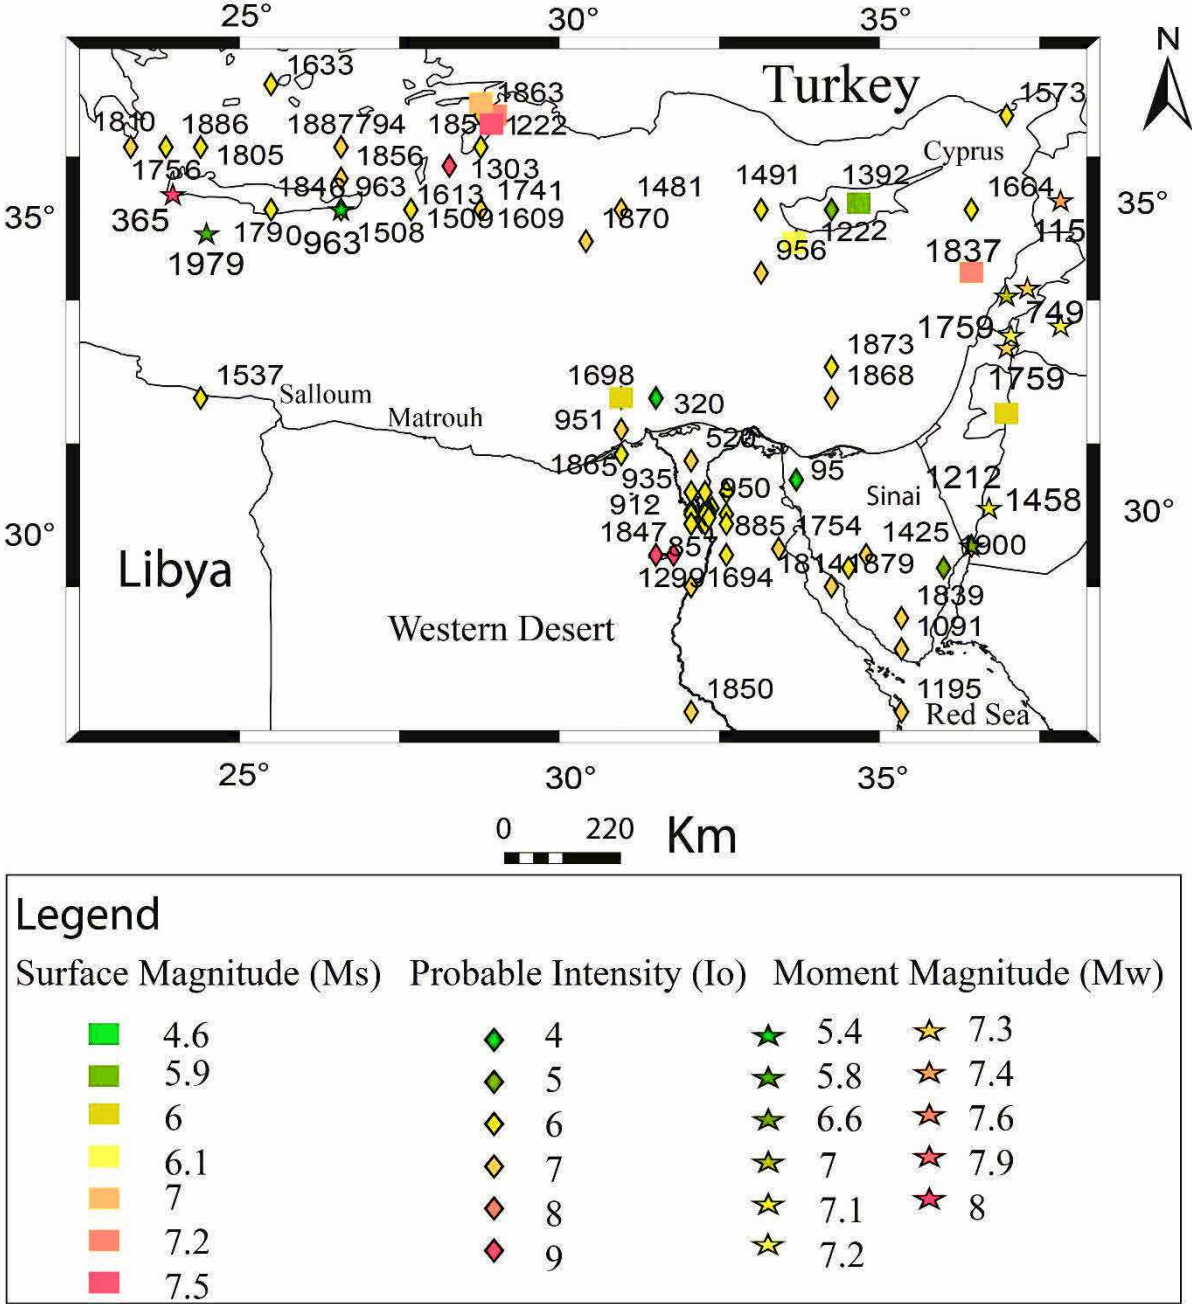 25° 30° 35°
N
1633 1863 Turkey 1573
1810 1886 1887 794 185 1222
1805 1856 1303 Cyprus
1756 1846 963 1613 1741 1481 1491 1392 1664
35° 365 1790 963 1508 1509 1609 1870 956 1222 115 35°
1979 1837
749
1759
1873
1537 Salloum 1698 1868 1759
Matrouh 951 320
520
1865 935 950 95 1212
912 Sinai 1458
30° 1847 857 885 1754 1425 1900 30°
Libya 1299 1694 1814 1879
1839
Western Desert 1091
1850 1195
Red Sea
25° 30° 35°
0 220 Km
Legend
Surface Magnitude (Ms) Probable Intensity (Io) Moment Magnitude (Mw)
4.6 4 5.4 7.3
5.9 5 5.8 7.4
6 6 6.6 7.6
6.1 7 7 7.9
7 8 7.1 8
7.2 9 7.2
7.5